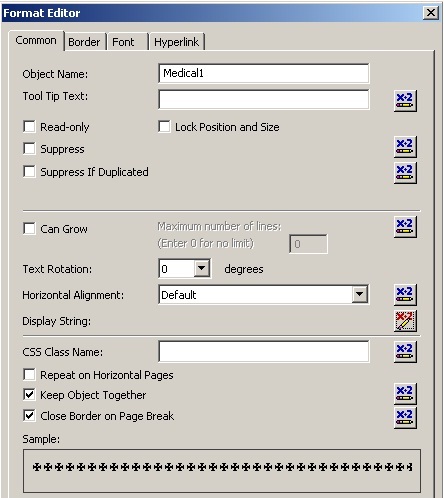 Format Editor
Common Border Font Hyperlink
Object Name: Medical1
Tool Tip Text: x-2
Read-only Lock Position and Size
Suppress x-2
Suppress If Duplicated x-2
Can Grow Maximum number of lines: x-2
(Enter 0 for no limit) 0
Text Rotation: 0 degrees
Horizontal Alignment: Default x-2
Display String: x-2
CSS Class Name:
Repeat on Horizontal Pages
Keep Object Together x-2
Close Border on Page Break x-2
Sample: